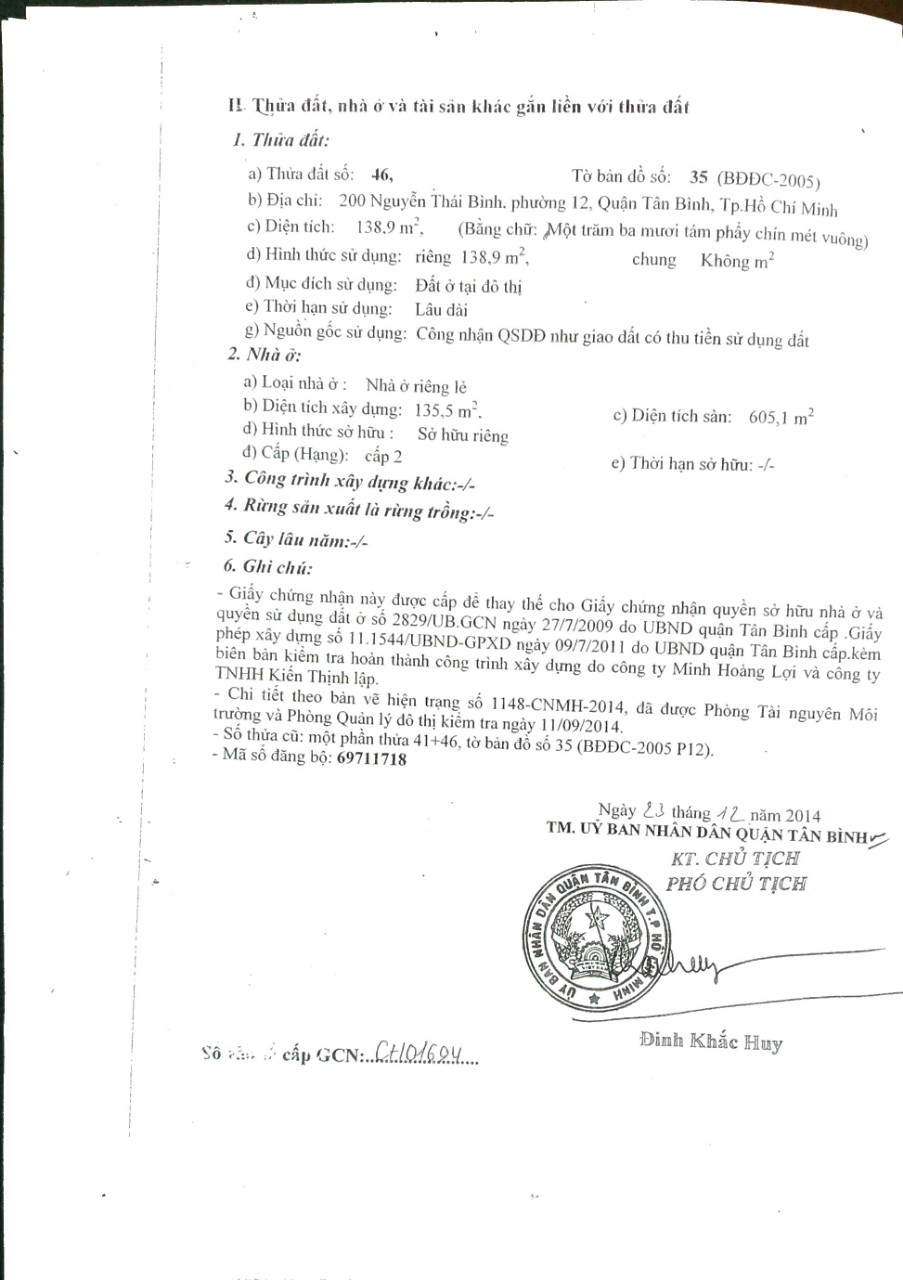 II. Thửa đất, nhà ở và tài sản khác gắn liền với thửa đất
1. Thửa đất:
a) Thửa đất số: 46, Tờ bản đồ số: 35 (BĐĐC-2005)
b) Địa chỉ: 200 Nguyễn Thái Bình, phường 12, Quận Tân Bình, Tp.Hồ Chí Minh
c) Diện tích: 138,9 m², (Bằng chữ: Một trăm ba mươi tám phẩy chín mét vuông)
d) Hình thức sử dụng: riêng 138,9 m², chung Không m²
đ) Mục đích sử dụng: Đất ở tại đô thị
e) Thời hạn sử dụng: Lâu dài
g) Nguồn gốc sử dụng: Công nhận QSDĐ như giao đất có thu tiền sử dụng đất
2. Nhà ở:
a) Loại nhà ở : Nhà ở riêng lẻ
b) Diện tích xây dựng: 135,5 m². c) Diện tích sàn: 605,1 m²
d) Hình thức sở hữu : Sở hữu riêng
đ) Cấp (Hạng): cấp 2 e) Thời hạn sở hữu: -/-
3. Công trình xây dựng khác:-/-
4. Rừng sản xuất là rừng trồng:-/-
5. Cây lâu năm:-/-
6. Ghi chú:
- Giấy chứng nhận này được cấp để thay thế cho Giấy chứng nhận quyền sở hữu nhà ở và
quyền sử dụng đất ở số 2829/UB.GCN ngày 27/7/2009 do UBND quận Tân Bình cấp .Giấy
phép xây dựng số 11.1544/UBND-GPXD ngày 09/7/2011 do UBND quận Tân Bình cấp.kèm
biên bản kiểm tra hoàn thành công trình xây dựng do công ty Minh Hoàng Lợi và công ty
TNHH Kiến Thịnh lập.
- Chi tiết theo bản vẽ hiện trạng số 1148-CNMH-2014, đã được Phòng Tài nguyên Môi
trường và Phòng Quản lý đô thị kiểm tra ngày 11/09/2014.
- Số thửa cũ: một phần thửa 41+46, tờ bản đồ số 35 (BĐĐC-2005 P12).
- Mã số đăng bộ: 69711718
Ngày 23 tháng 12 năm 2014
TM. UỶ BAN NHÂN DÂN QUẬN TÂN BÌNH
KT. CHỦ TỊCH
PHÓ CHỦ TỊCH
ỦY BAN NHÂN DÂN QUẬN TÂN BÌNH T.P HỒ CHÍ MINH
Đinh Khắc Huy
Số cấp GCN: CH01694